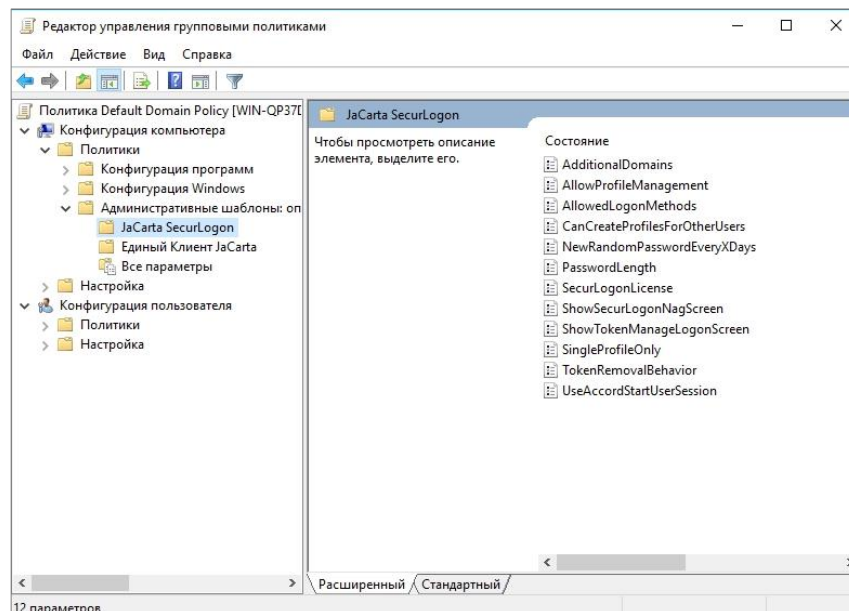 Редактор управления групповыми политиками
Файл Действие Вид Справка
Политика Default Domain Policy [WIN-QP37
Конфигурация компьютера
Политики
Конфигурация программ
Конфигурация Windows
Административные шаблоны: оп
JaCarta SecurLogon
Единый Клиент JaCarta
Все параметры
Настройка
Конфигурация пользователя
Политики
Настройка
JaCarta SecurLogon
Чтобы просмотреть описание
элемента, выделите его.
Состояние
AdditionalDomains
AllowProfileManagement
AllowedLogonMethods
CanCreateProfilesForOtherUsers
NewRandomPasswordEveryXDays
PasswordLength
SecurLogonLicense
ShowSecurLogonNagScreen
ShowTokenManageLogonScreen
SingleProfileOnly
TokenRemovalBehavior
UseAccordStartUserSession
Расширенный Стандартный
12 параметров